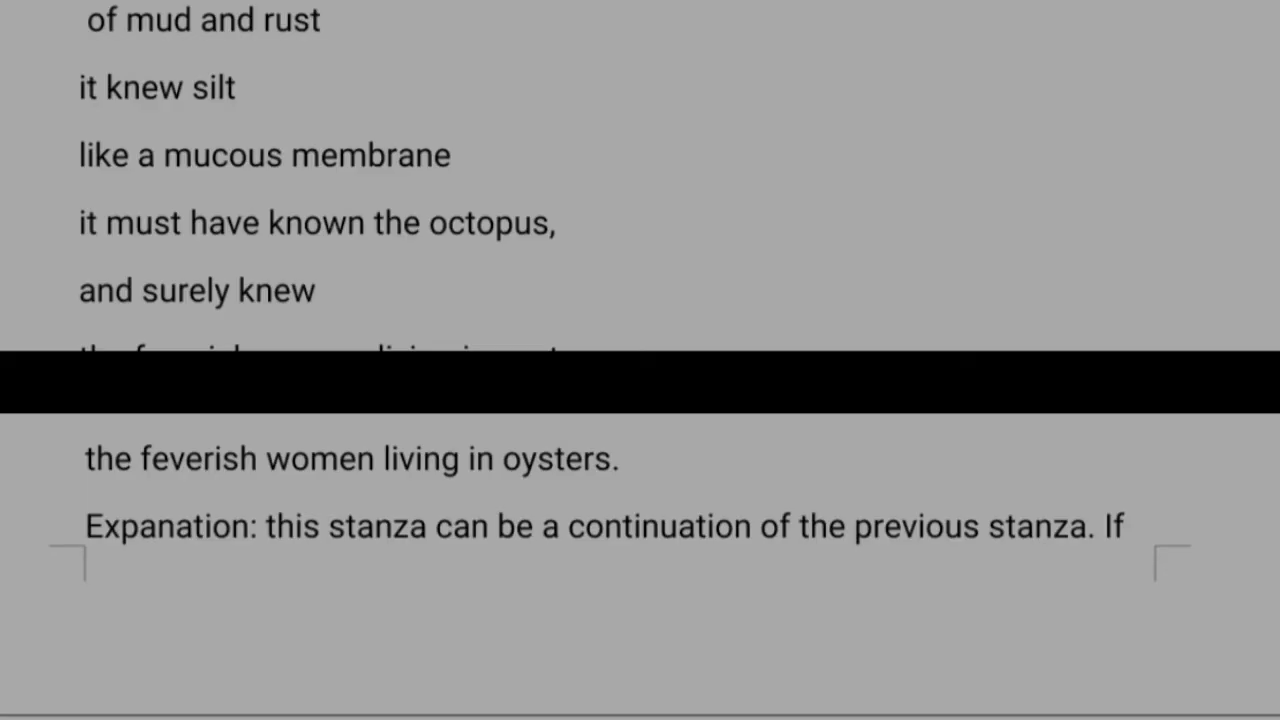 of mud and rust
it knew silt
like a mucous membrane
it must have known the octopus,
and surely knew
the feverish women living in oysters.
Expanation: this stanza can be a continuation of the previous stanza. If